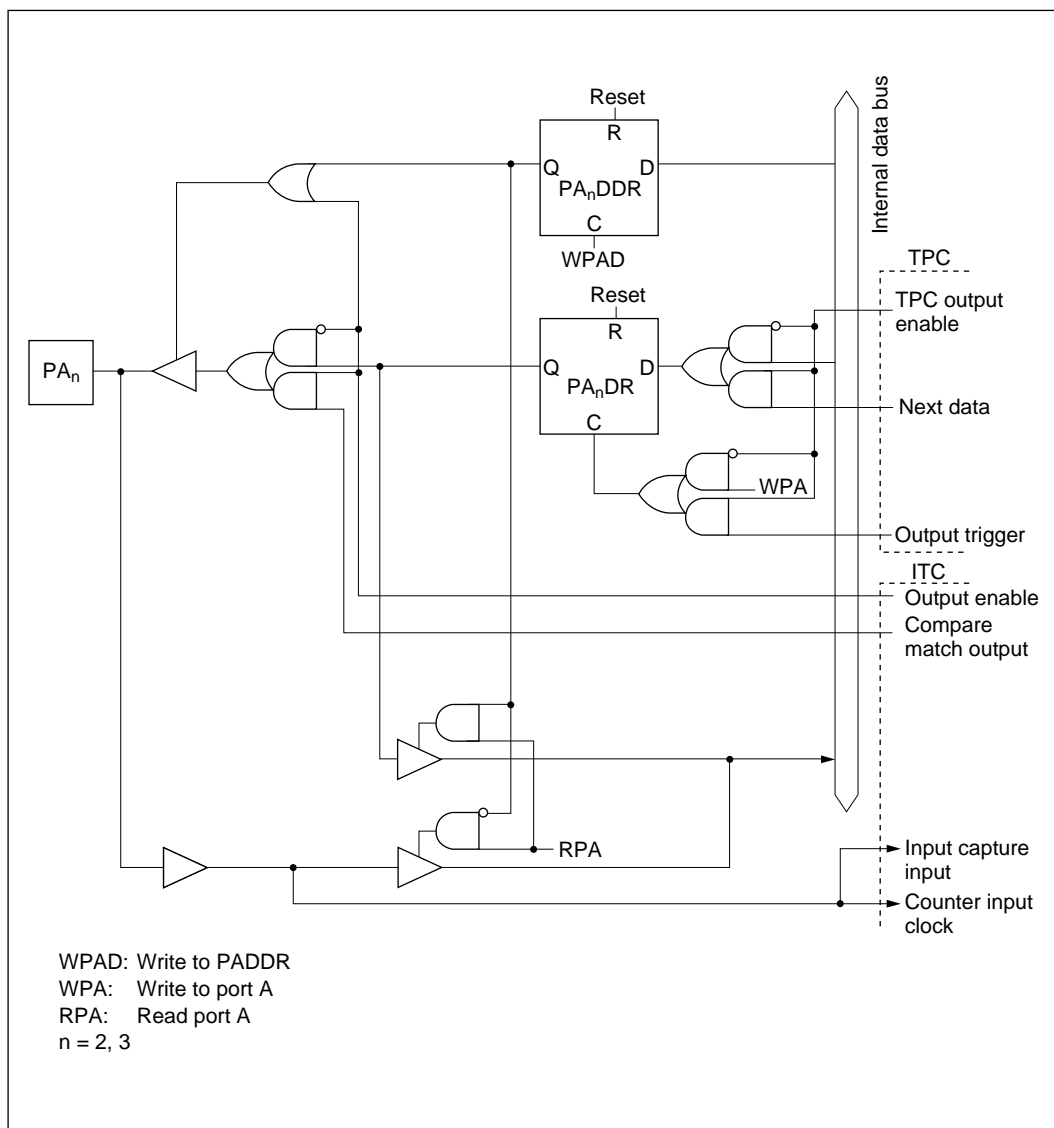 Reset
R
Q
D
PAnDDR
C
WPAD
Internal data bus
TPC
TPC output
enable
Reset
R
Q
D
PAnDR
C
PAn
Next data
WPA
Output trigger
ITC
Output enable
Compare
match output
RPA
Input capture
input
Counter input
clock
WPAD: Write to PADDR
WPA: Write to port A
RPA: Read port A
n = 2, 3